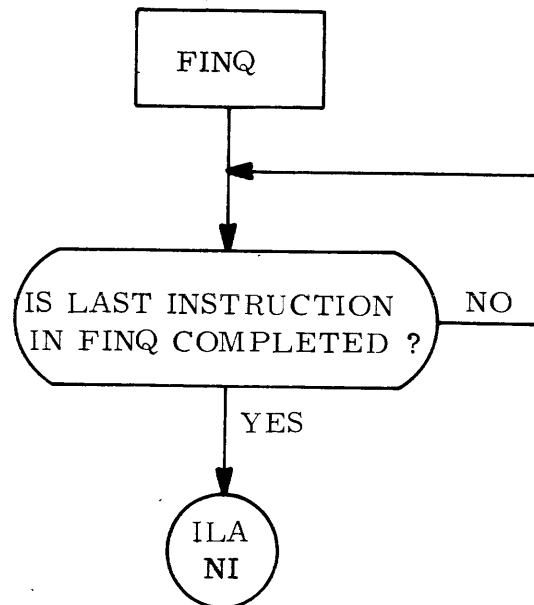 FINQ
IS LAST INSTRUCTION
IN FINQ COMPLETED ?
NO
YES
ILA
NI